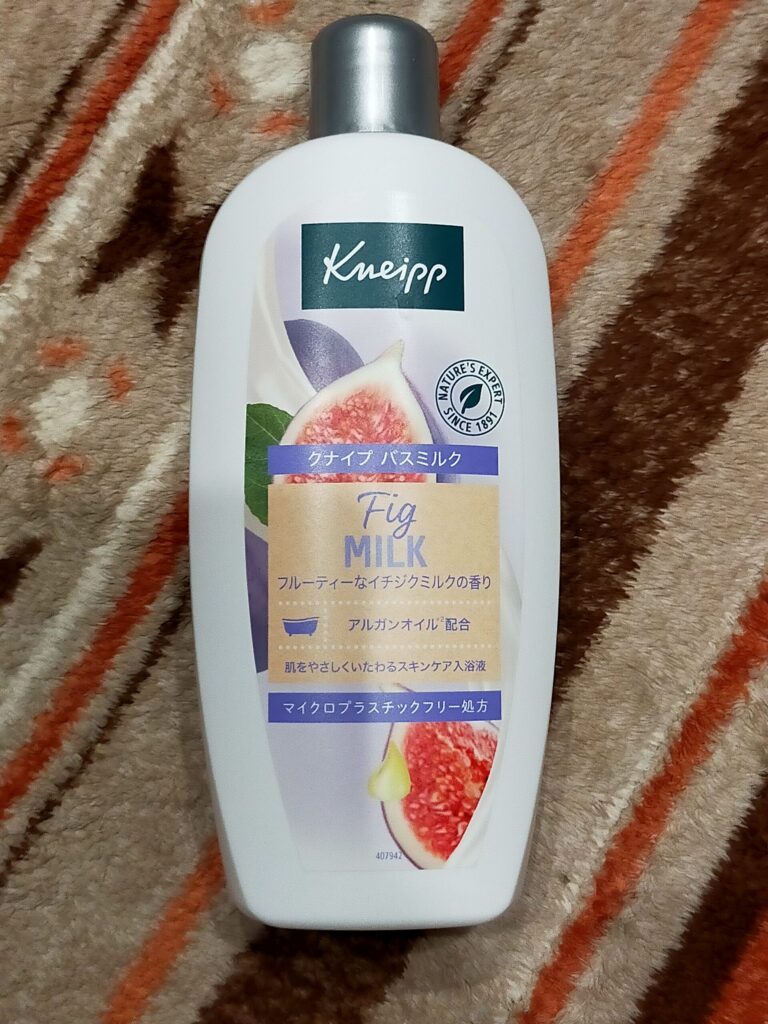 Kneipp
NATURE'S EXPERT
SINCE 1891
クナイプ バスミルク
Fig
MILK
フルーティーなイチジクミルクの香り
アルガンオイル*²配合
肌をやさしくいたわるスキンケア入浴液
マイクロプラスチックフリー処方
407942